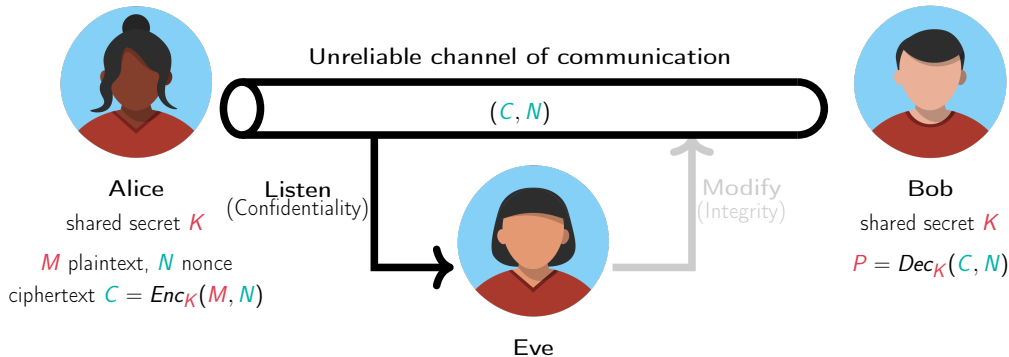 Unreliable channel of communication
(C, N)
Alice
shared secret K
M plaintext, N nonce
ciphertext C = Enc_K(M, N)
Listen
(Confidentiality)
Modify
(Integrity)
Eve
Bob
shared secret K
P = Dec_K(C, N)